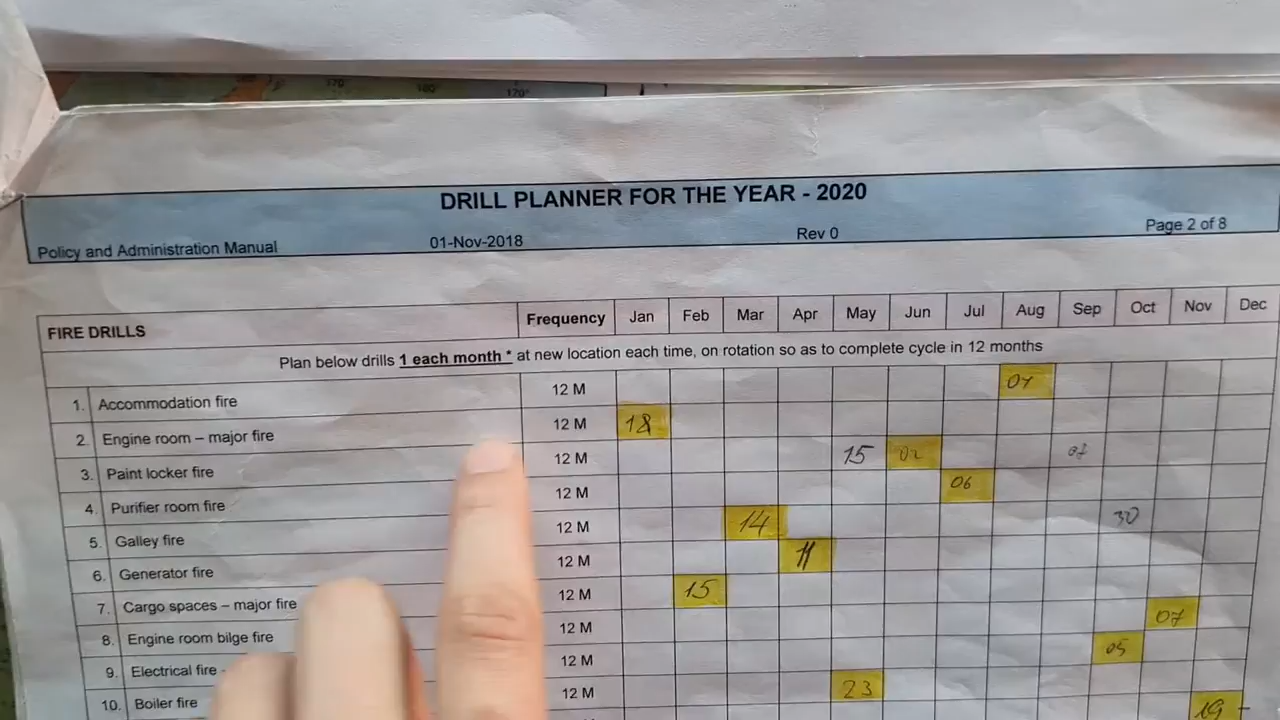 170° 180° 170°
DRILL PLANNER FOR THE YEAR - 2020
Policy and Administration Manual 01-Nov-2018 Rev 0 Page 2 of 8
FIRE DRILLS Frequency Jan Feb Mar Apr May Jun Jul Aug Sep Oct Nov Dec
Plan below drills 1 each month * at new location each time, on rotation so as to complete cycle in 12 months
1. Accommodation fire 12 M 07
2. Engine room – major fire 12 M 18
3. Paint locker fire 12 M 15 02 08
4. Purifier room fire 12 M 06
5. Galley fire 12 M 14 30
6. Generator fire 12 M 11
7. Cargo spaces – major fire 12 M 15
8. Engine room bilge fire 12 M 07
9. Electrical fire - 12 M 05
10. Boiler fire 12 M 23
19 -